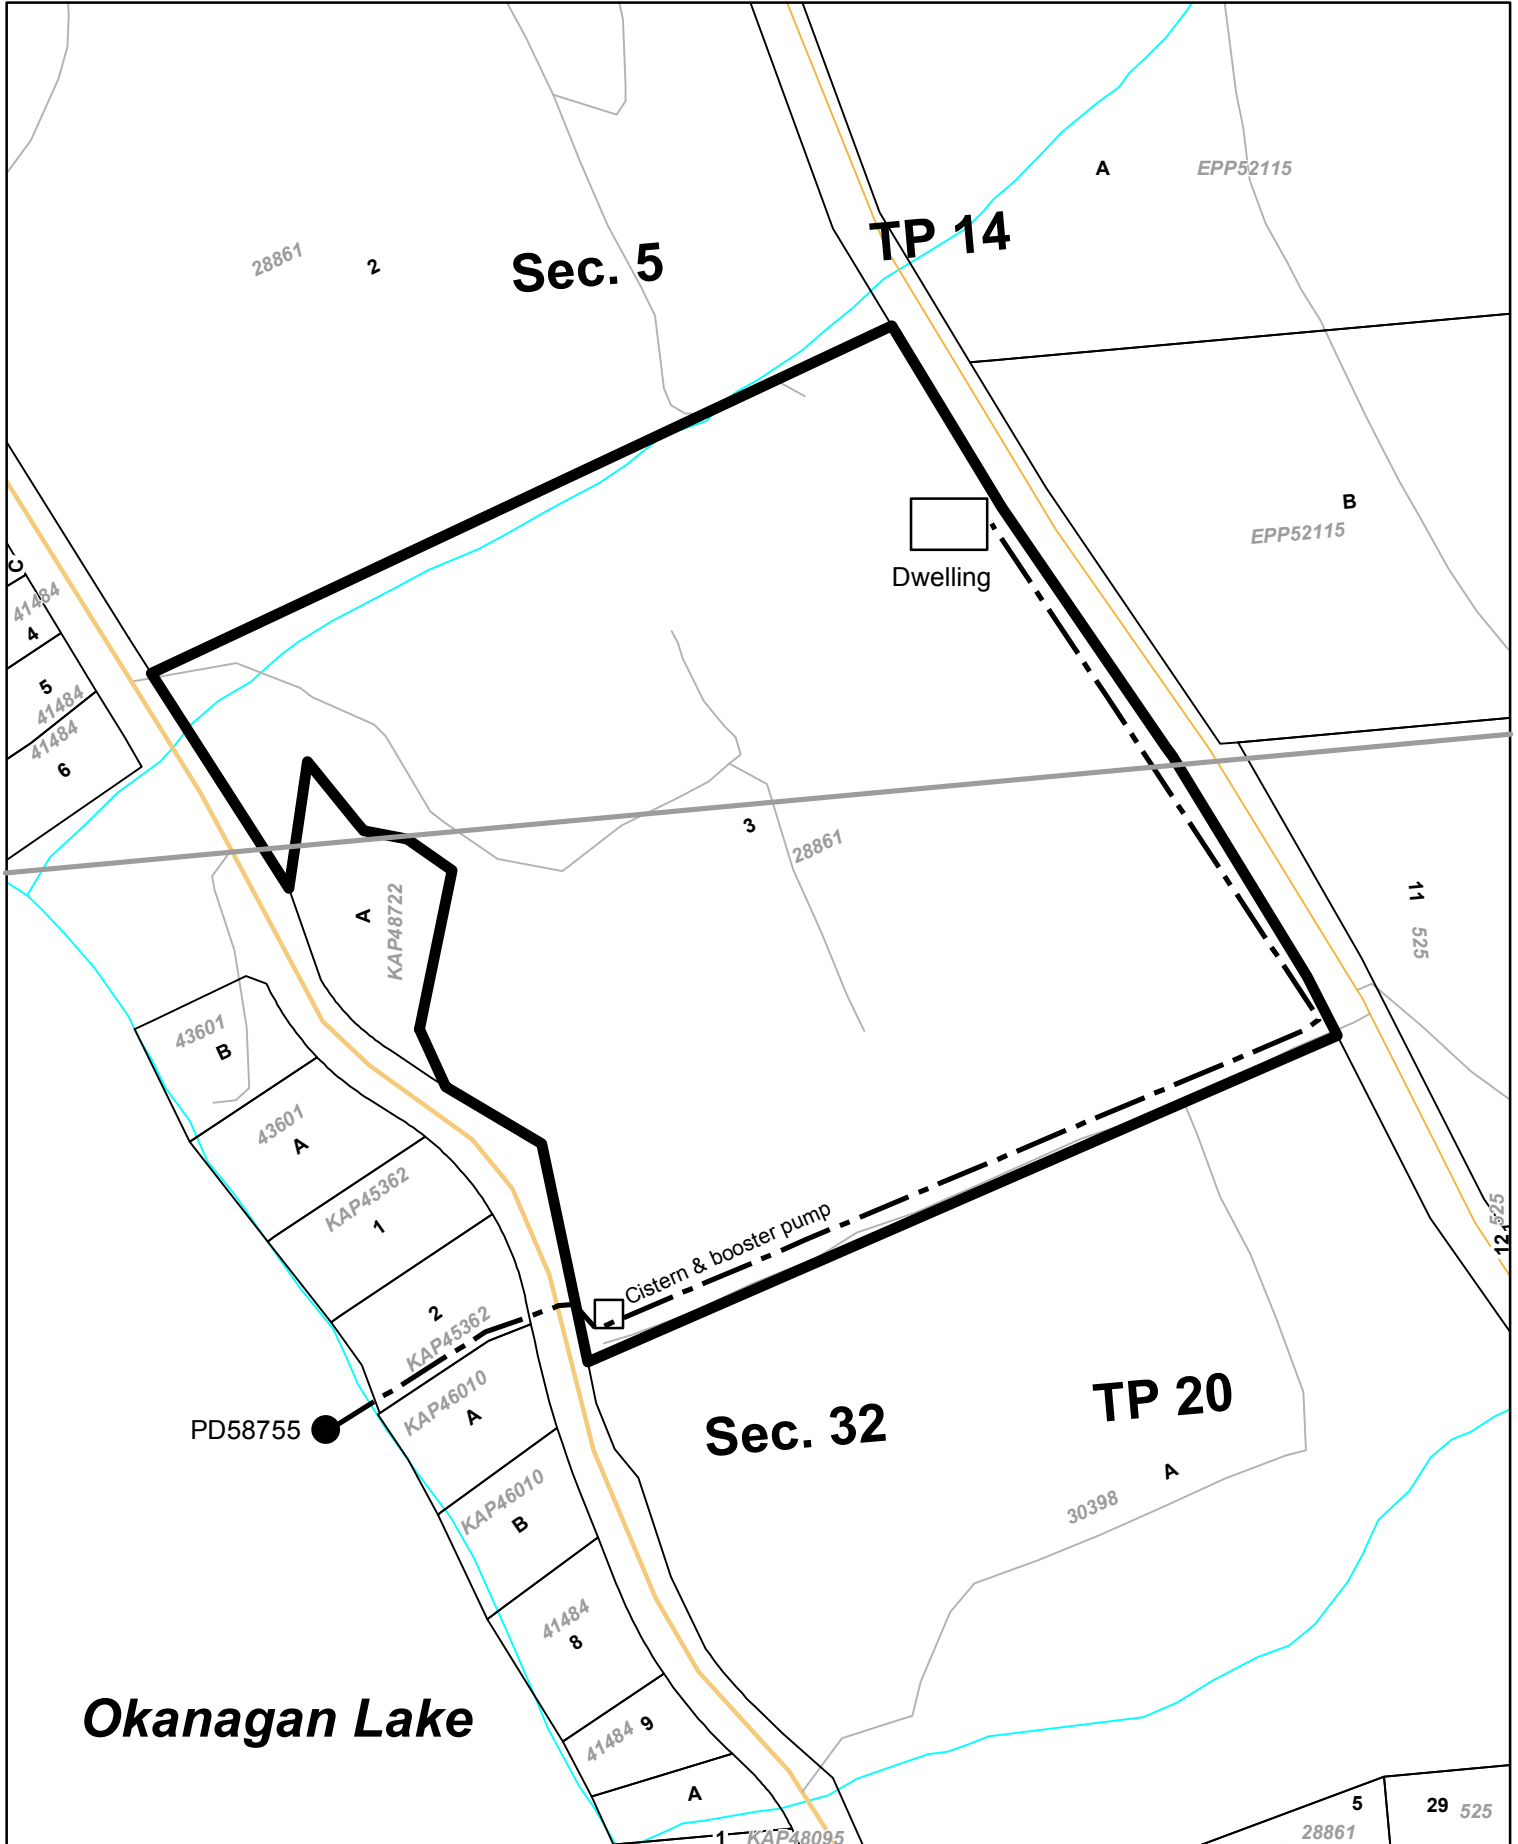 A
EPP52115
TP 14
28861
2
Sec. 5
B
EPP52115
Dwelling
C
41484
4
5
41484
41484
6
3
28861
A
KAP48722
11
525
43601
B
43601
A
KAP45362
1
525
12
Cistern & booster pump
2
KAP45362
PD58755
KAP46010
A
Sec. 32
TP 20
A
30398
KAP46010
B
41484
8
Okanagan Lake
41484
9
A
1
KAP48095
5
28861
29
525